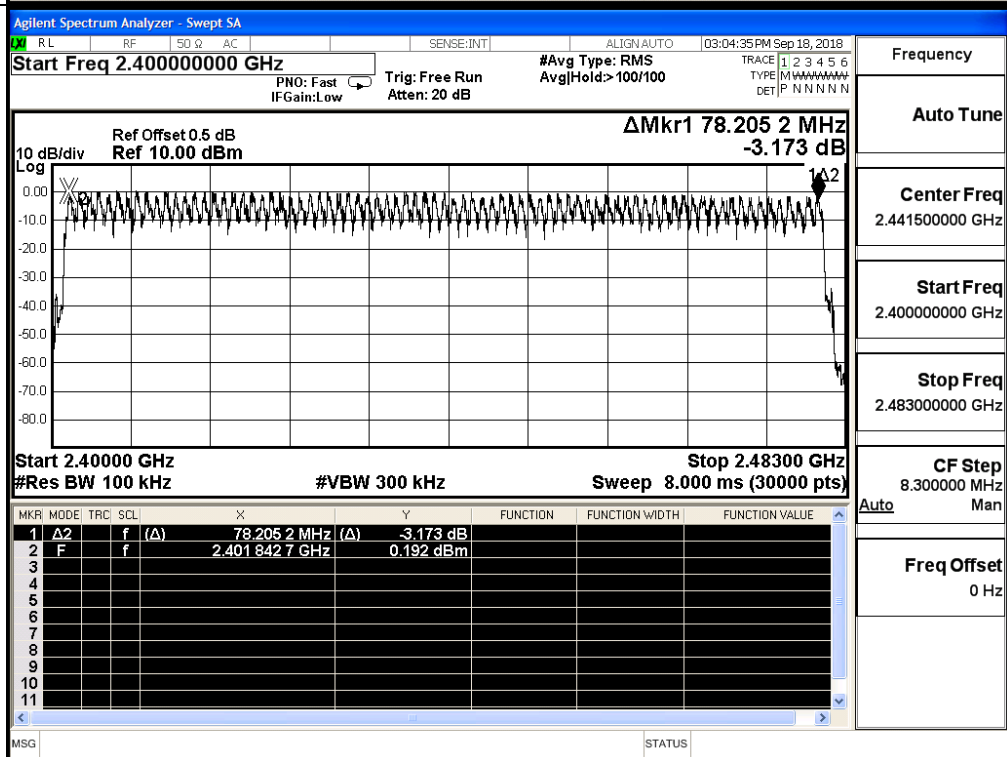 Agilent Spectrum Analyzer - Swept SA
LXI RL RF 50 Ω AC SENSE:INT ALIGN AUTO 03:04:35 PM Sep 18, 2018
Start Freq 2.400000000 GHz
PNO: Fast
IFGain:Low
Trig: Free Run
Atten: 20 dB
#Avg Type: RMS
Avg|Hold:>100/100
TRACE 1 2 3 4 5 6
TYPE M
DET P N N N N N
ΔMkr1 78.205 2 MHz
-3.173 dB
Ref Offset 0.5 dB
10 dB/div Ref 10.00 dBm
Log
1Δ2
2
0.00
-10.0
-20.0
-30.0
-40.0
-50.0
-60.0
-70.0
-80.0
Start 2.40000 GHz Stop 2.48300 GHz
#Res BW 100 kHz #VBW 300 kHz Sweep 8.000 ms (30000 pts)
MKR MODE TRC SCL X Y FUNCTION FUNCTION WIDTH FUNCTION VALUE
1 Δ2 f (Δ) 78.205 2 MHz (Δ) -3.173 dB
2 F f 2.401 842 7 GHz 0.192 dBm
3
4
5
6
7
8
9
10
11
MSG STATUS
Frequency
Auto Tune
Center Freq
2.441500000 GHz
Start Freq
2.400000000 GHz
Stop Freq
2.483000000 GHz
CF Step
8.300000 MHz
Auto Man
Freq Offset
0 Hz